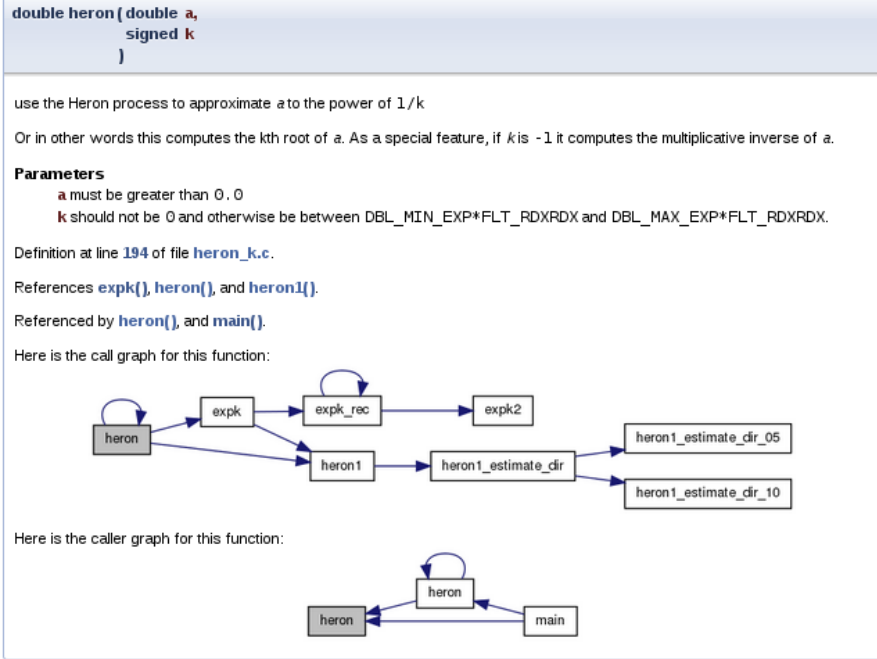 double heron ( double a,
signed k
)
use the Heron process to approximate a to the power of 1/k
Or in other words this computes the kth root of a. As a special feature, if k is -1 it computes the multiplicative inverse of a.
Parameters
a must be greater than 0.0
k should not be 0 and otherwise be between DBL_MIN_EXP*FLT_RDXRDX and DBL_MAX_EXP*FLT_RDXRDX.
Definition at line 194 of file heron_k.c.
References expk(), heron(), and heron1().
Referenced by heron(), and main().
Here is the call graph for this function:
heron
expk
expk_rec
expk2
heron1
heron1_estimate_dir
heron1_estimate_dir_05
heron1_estimate_dir_10
Here is the caller graph for this function:
heron
heron
main